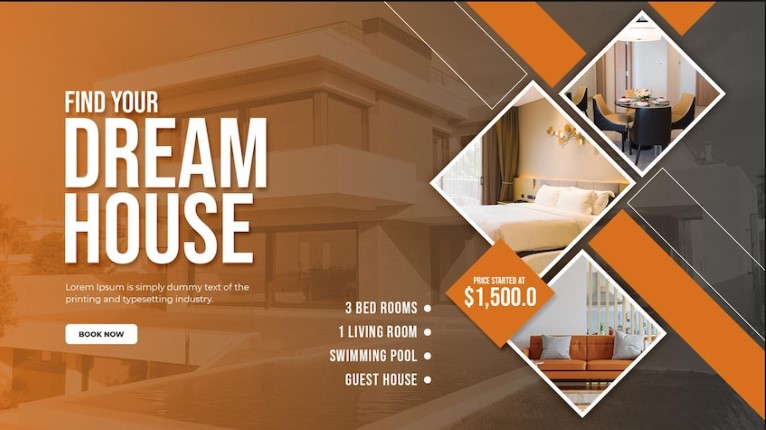 FIND YOUR
DREAM
HOUSE
Lorem Ipsum is simply dummy text of the
printing and typesetting industry.
BOOK NOW
3 BED ROOMS
1 LIVING ROOM
SWIMMING POOL
GUEST HOUSE
PRICE STARTED AT
$1,500.0